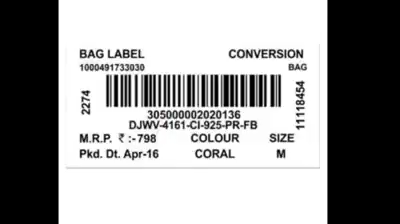 BAG LABEL CONVERSION
1000491733030 BAG
2274
11118454
305000002020136
DJWV-4161-CI-925-PR-FB
M.R.P. ₹ :- 798 COLOUR SIZE
Pkd. Dt. Apr-16 CORAL M